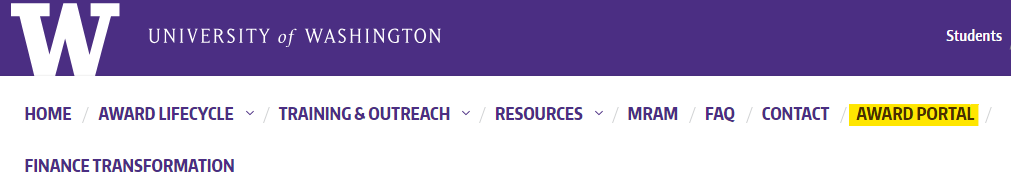 W UNIVERSITY of WASHINGTON Students
HOME / AWARD LIFECYCLE / TRAINING & OUTREACH / RESOURCES / MRAM / FAQ / CONTACT / AWARD PORTAL /
FINANCE TRANSFORMATION